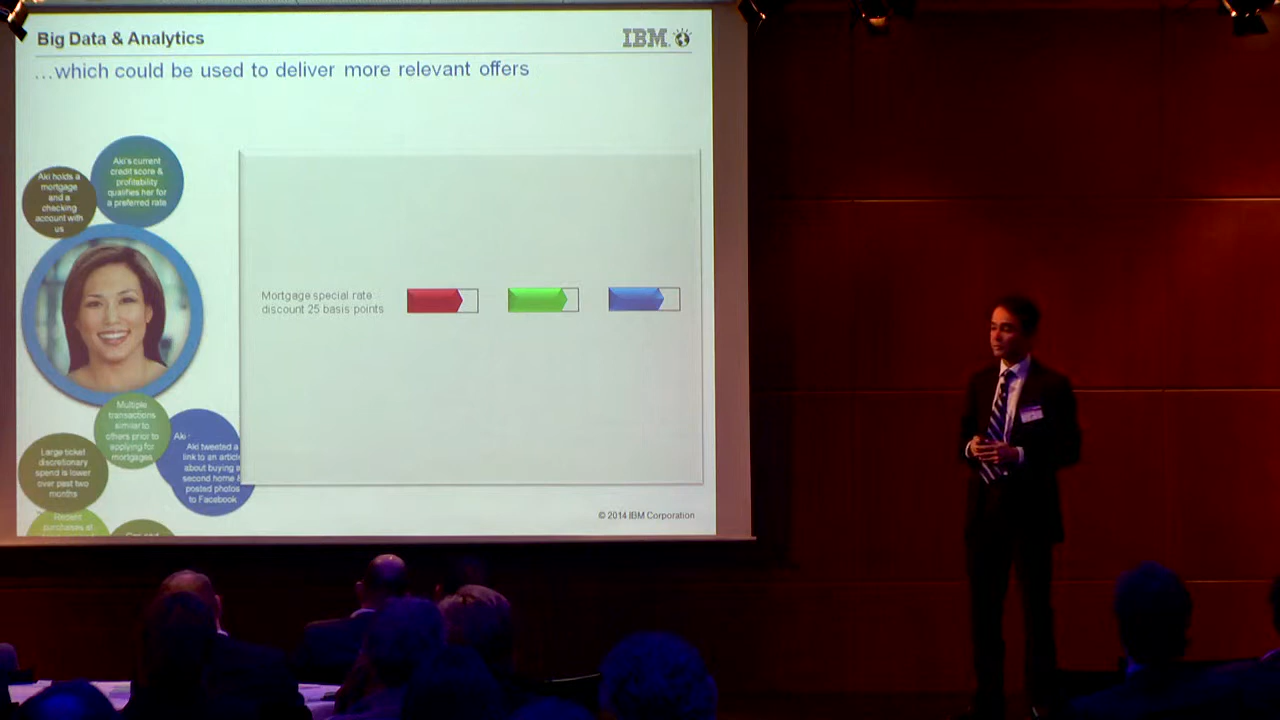 Big Data & Analytics
IBM
…which could be used to deliver more relevant offers
Aki's current
credit score &
profitability
qualifies her for
a preferred rate
Aki holds a
mortgage
and a
checking
account with
us
Mortgage special rate
discount 25 basis points
Multiple
transactions
similar to
others prior to
applying for
mortgages
Aki
Aki tweeted a
link to an article
about buying a
second home
posted photos
to Facebook
Large ticket
discretionary
spend is lower
over past two
months
Recent
purchases at
© 2014 IBM Corporation